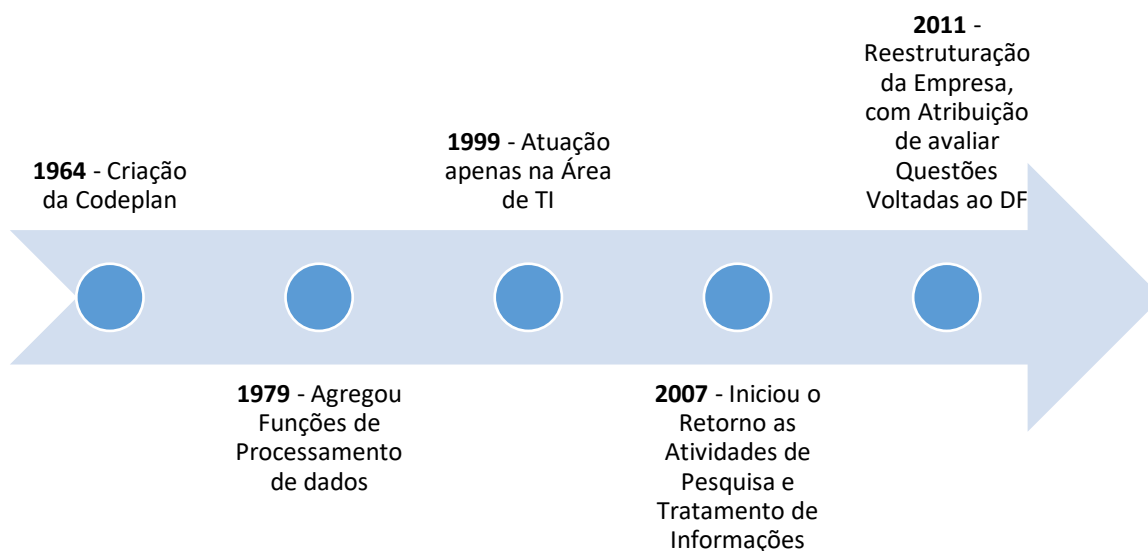 1964 - Criação
da Codeplan
1979 - Agregou
Funções de
Processamento
de dados
1999 - Atuação
apenas na Área
de TI
2007 - Iniciou o
Retorno as
Atividades de
Pesquisa e
Tratamento de
Informações
2011 -
Reestruturação
da Empresa,
com Atribuição
de avaliar
Questões
Voltadas ao DF